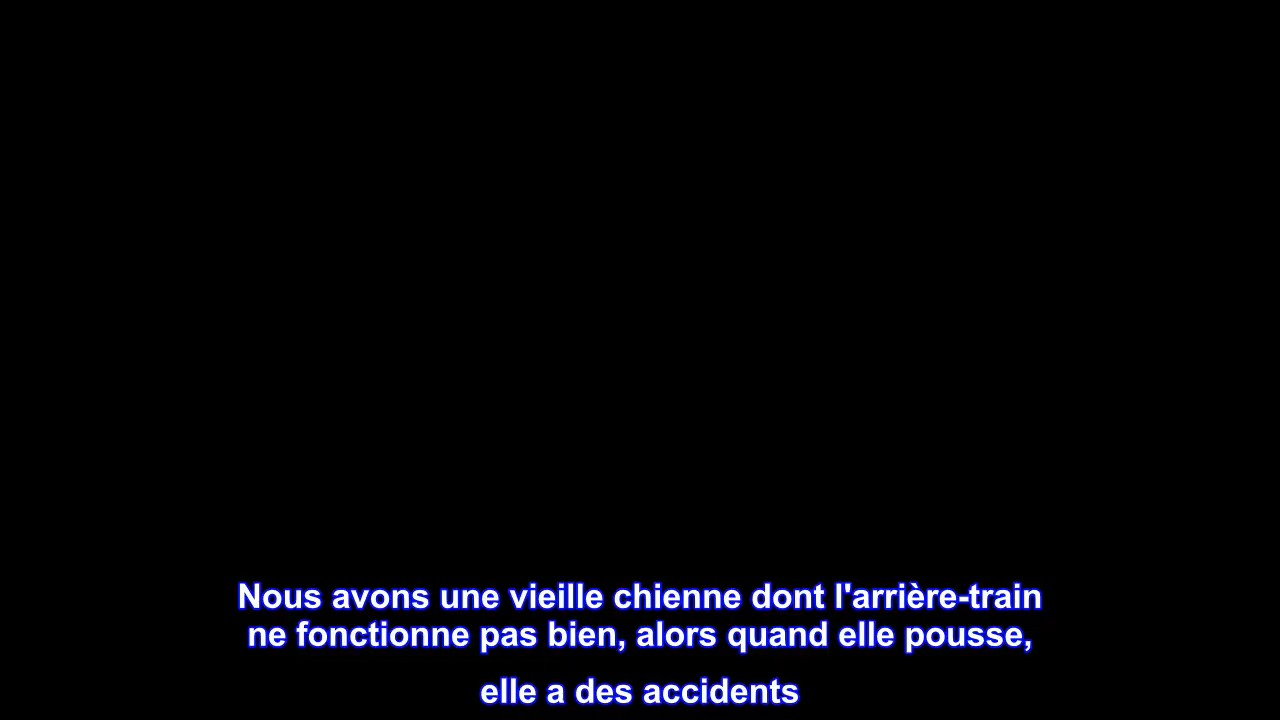 Nous avons une vieille chienne dont l'arrière-train
ne fonctionne pas bien, alors quand elle pousse,
elle a des accidents